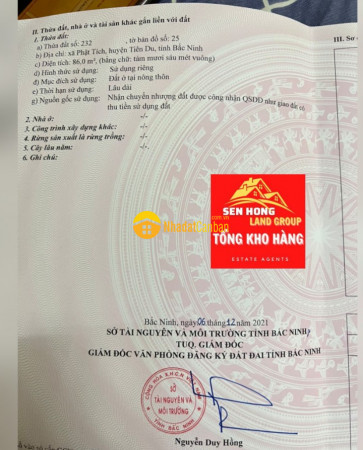 II. Thửa đất, nhà ở và tài sản khác gắn liền với đất
1. Thửa đất:
a) Thửa đất số: 232 , tờ bản đồ số: 25
b) Địa chỉ: xã Phật Tích, huyện Tiên Du, tỉnh Bắc Ninh
c) Diện tích: 86,0 m², (bằng chữ: tám mươi sáu mét vuông)
d) Hình thức sử dụng: Sử dụng riêng
đ) Mục đích sử dụng: Đất ở tại nông thôn
e) Thời hạn sử dụng: Lâu dài
g) Nguồn gốc sử dụng: Nhận chuyển nhượng đất được công nhận QSDĐ như giao đất có
thu tiền sử dụng đất
2. Nhà ở: -/-
3. Công trình xây dựng khác: -/-
4. Rừng sản xuất là rừng trồng: -/-
5. Cây lâu năm: -/-
6. Ghi chú:
III. Sơ
SEN HONG
LAND GROUP
TỔNG KHO HÀNG
ESTATE AGENTS
Bắc Ninh, ngày 06 tháng 12 năm 2021
SỞ TÀI NGUYÊN VÀ MÔI TRƯỜNG TỈNH BẮC NINH
TUQ. GIÁM ĐỐC
GIÁM ĐỐC VĂN PHÒNG ĐĂNG KÝ ĐẤT ĐAI TỈNH BẮC NINH
CỘNG HÒA X.H.C.N VIỆT NAM
SỞ
TÀI NGUYÊN VÀ
MÔI TRƯỜNG
TỈNH BẮC NINH
Nguyễn Duy Hồng